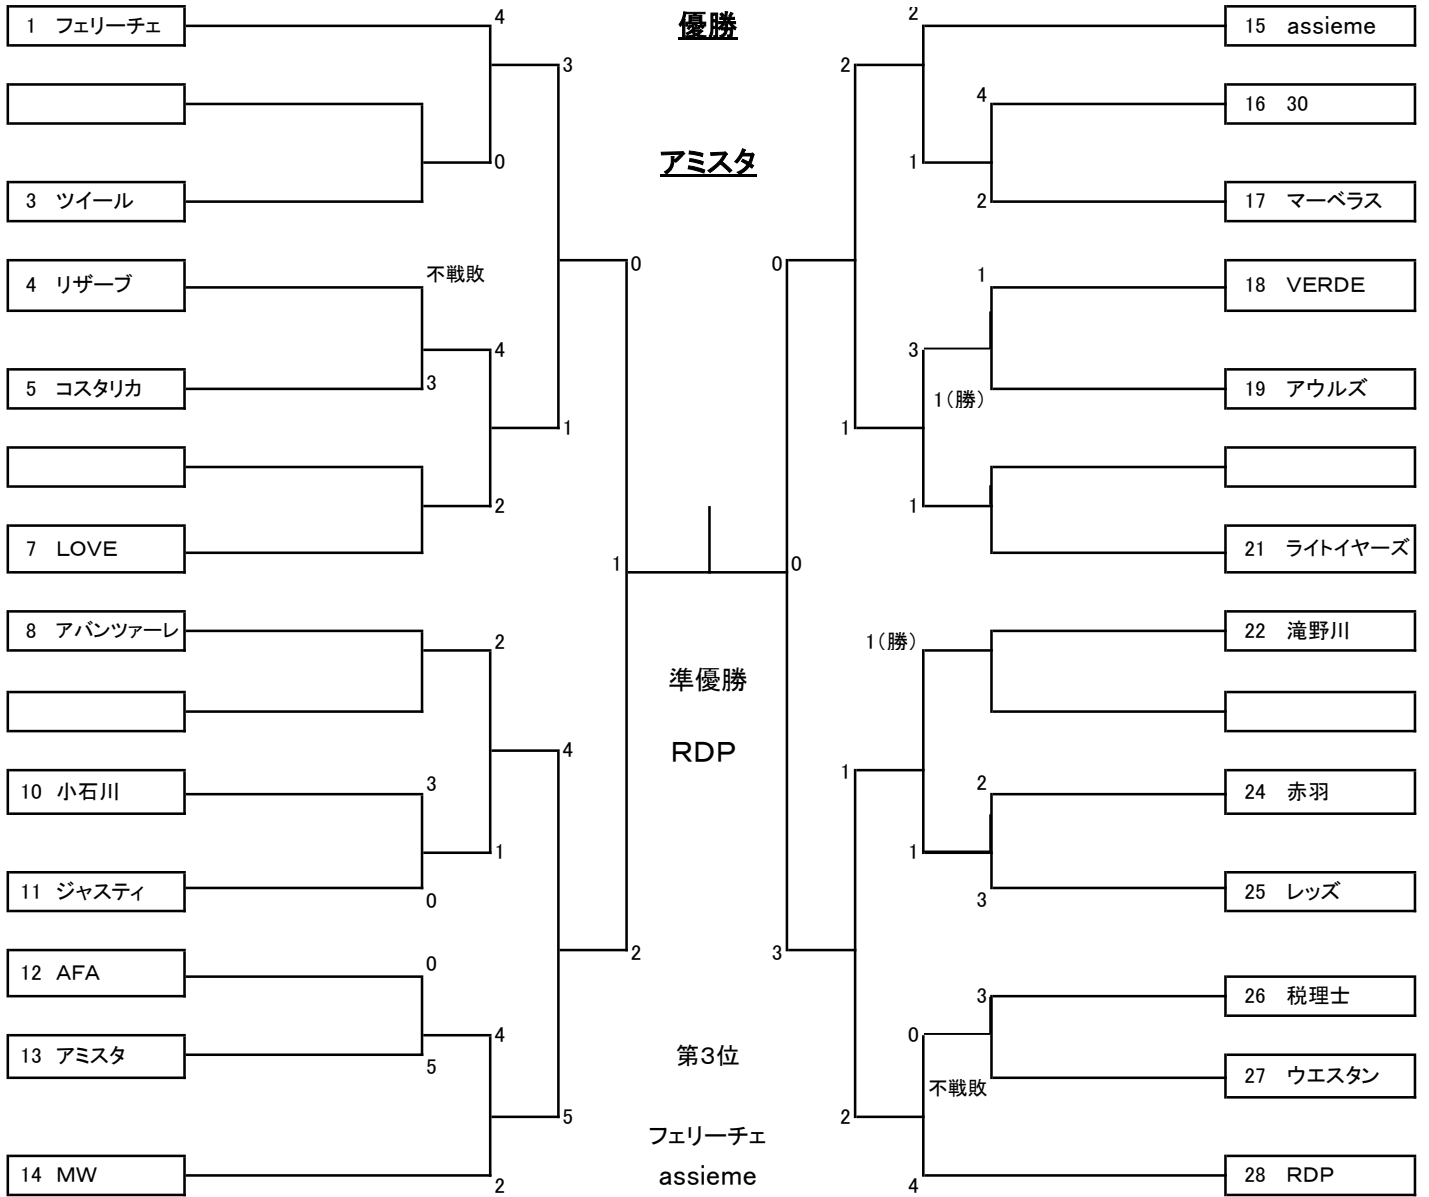 1 フェリーチェ
4
優勝
2
15 assieme
3
2
4
16 30
アミスタ
0
1
3 ツイール
2
17 マーベラス
不戦敗
0
0
1
4 リザーブ
18 VERDE
4
3
5 コスタリカ
3
1(勝)
19 アウルズ
1
1
2
1
7 LOVE
21 ライトイヤーズ
1
0
8 アバンツァーレ
2
1(勝)
22 滝野川
準優勝
RDP
4
1
10 小石川
3
2
24 赤羽
1
1
11 ジャスティ
0
3
25 レッズ
12 AFA
0
2
3
3
26 税理士
13 アミスタ
4
5
第3位
0
不戦敗
27 ウエスタン
5
2
フェリーチェ
14 MW
2
assieme
4
28 RDP